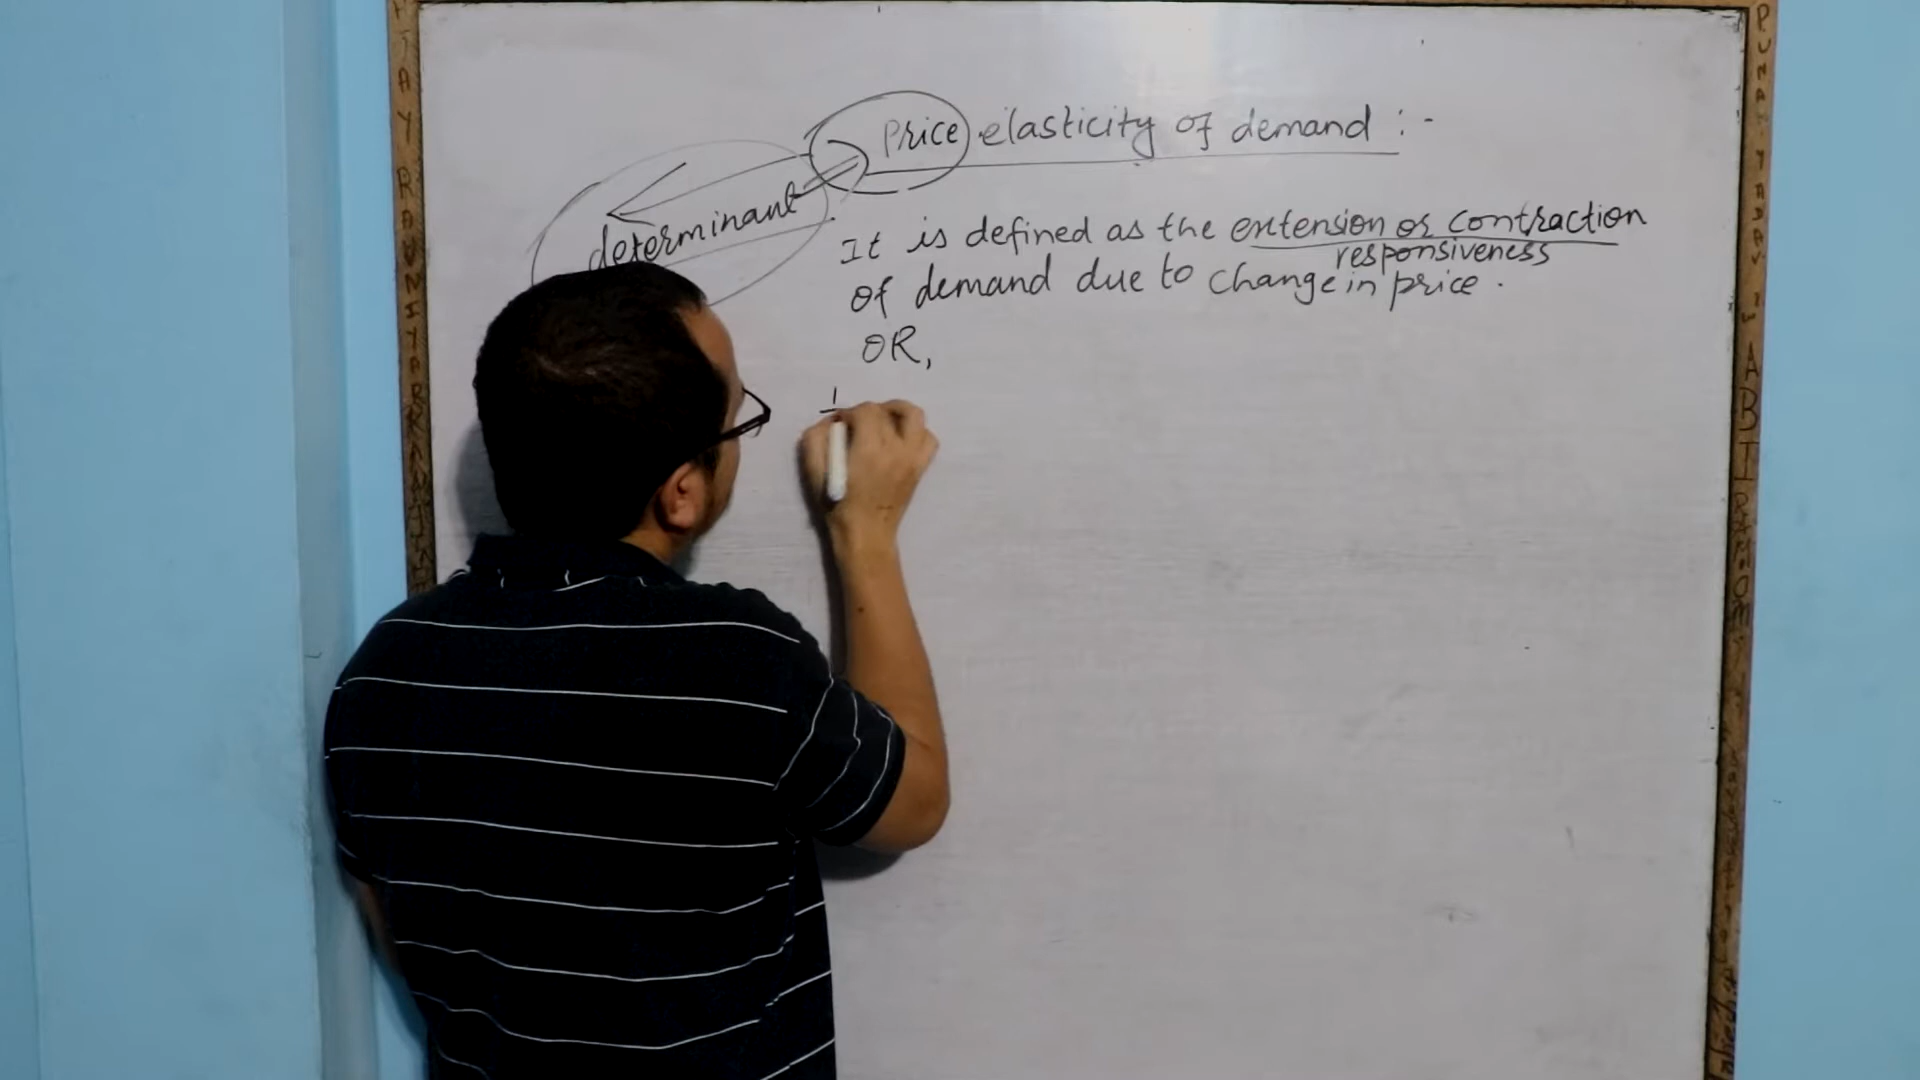 Price elasticity of demand :-
determinant
It is defined as the extension or contraction
responsiveness
of demand due to change in price.
OR,